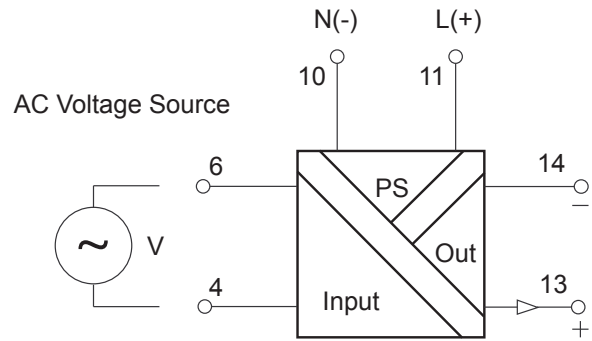 N(-) L(+)
10 11
AC Voltage Source
6 14
PS
−
~ V
Out
4 13
Input
+